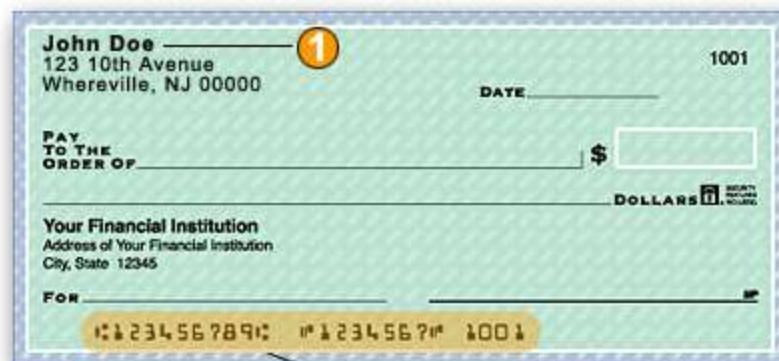 John Doe
1
123 10th Avenue
Whereville, NJ 00000
1001
DATE
PAY
TO THE
ORDER OF
$
DOLLARS
Your Financial Institution
Address of Your Financial Institution
City, State 12345
FOR
MP
⑆123456789⑆ ⑈1234567⑈ 1001